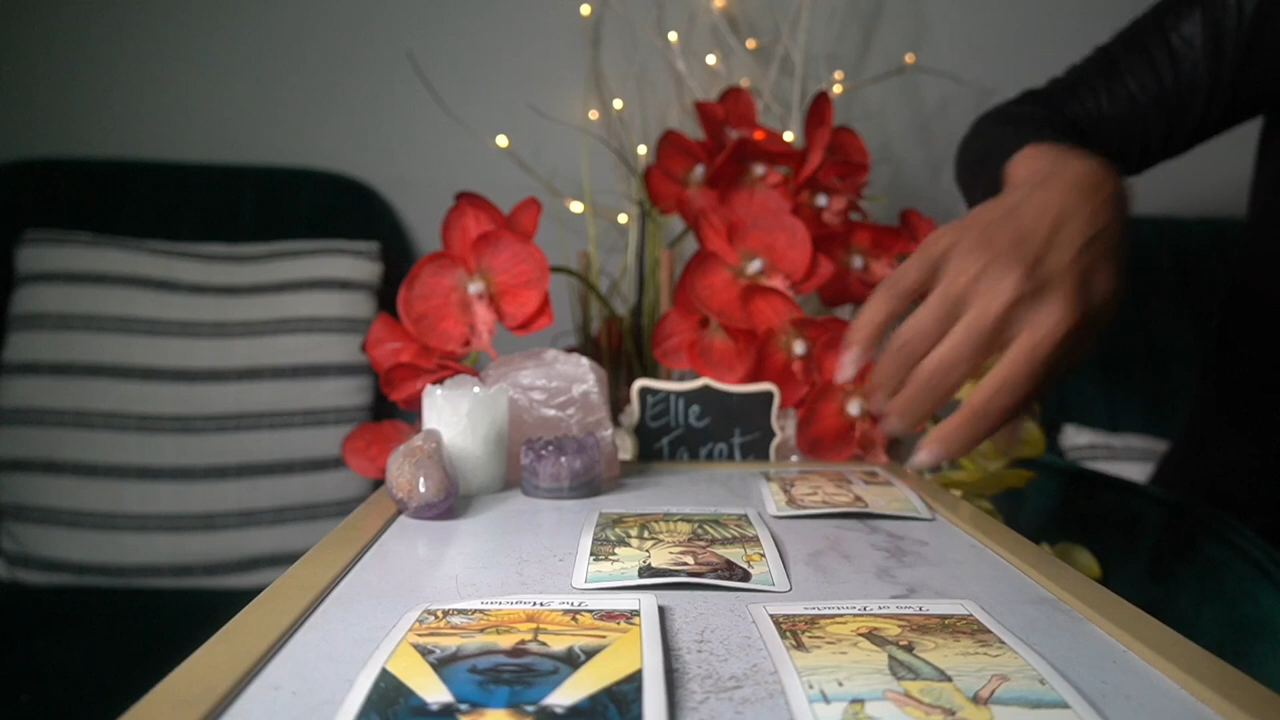 Elle
Tarot
The Magician
Two of Pentacles